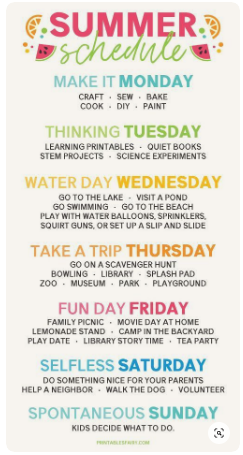 SUMMER
schedule
MAKE IT MONDAY
CRAFT · SEW · BAKE
COOK · DIY · PAINT
THINKING TUESDAY
LEARNING PRINTABLES · QUIET BOOKS
STEM PROJECTS · SCIENCE EXPERIMENTS
WATER DAY WEDNESDAY
GO TO THE LAKE · VISIT A POND
GO SWIMMING · GO TO THE BEACH
PLAY WITH WATER BALLOONS, SPRINKLERS,
SQUIRT GUNS, OR SET UP A SLIP AND SLIDE
TAKE A TRIP THURSDAY
GO ON A SCAVENGER HUNT
BOWLING · LIBRARY · SPLASH PAD
ZOO · MUSEUM · PARK · PLAYGROUND
FUN DAY FRIDAY
FAMILY PICNIC · MOVIE DAY AT HOME
LEMONADE STAND · CAMP IN THE BACKYARD
PLAY DATE · LIBRARY STORY TIME · TEA PARTY
SELFLESS SATURDAY
DO SOMETHING NICE FOR YOUR PARENTS
HELP A NEIGHBOR · WALK THE DOG · VOLUNTEER
SPONTANEOUS SUNDAY
KIDS DECIDE WHAT TO DO.